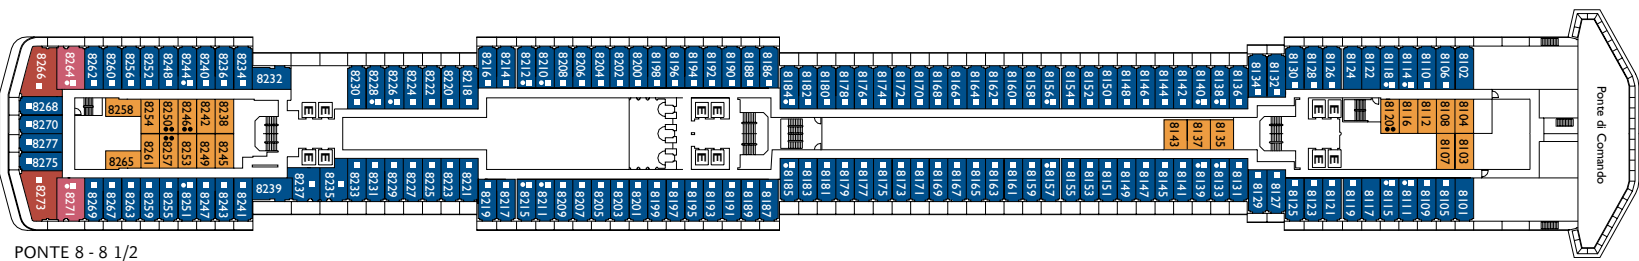 8266 8264 8262 8260 8256 8252 8248 8244 8240 8236 8234 8232 8230 8228 8226 8224 8222 8220 8218 8216 8214 8212 8210 8208 8206 8204 8202 8200 8198 8196 8194 8192 8190 8188 8186 8184 8182 8180 8178 8176 8174 8172 8170 8168 8166 8164 8162 8160 8158 8156 8154 8152 8150 8148 8146 8144 8142 8140 8138 8136 8134 8132 8130 8128 8126 8124 8122 8118 8114 8110 8106 8102
8268 8258 8254 8250 8246 8242 8238 E E E E 8120 8116 8112 8108 8104
8270
8277 8143 8137 8135
8275 8265 8261 8257 8253 8249 8245 E E E E 8107 8103
8273 8271 8269 8267 8263 8259 8255 8251 8247 8243 8241 8239 8237 8235 8233 8231 8229 8227 8225 8223 8221 8219 8217 8215 8211 8209 8207 8205 8203 8201 8199 8197 8195 8193 8191 8189 8187 8185 8183 8181 8179 8177 8175 8173 8171 8169 8167 8165 8163 8161 8159 8157 8155 8153 8151 8149 8147 8145 8141 8139 8133 8131 8129 8127 8125 8123 8121 8119 8117 8115 8111 8109 8105 8101
Ponte di Comando
PONTE 8 - 8 1/2